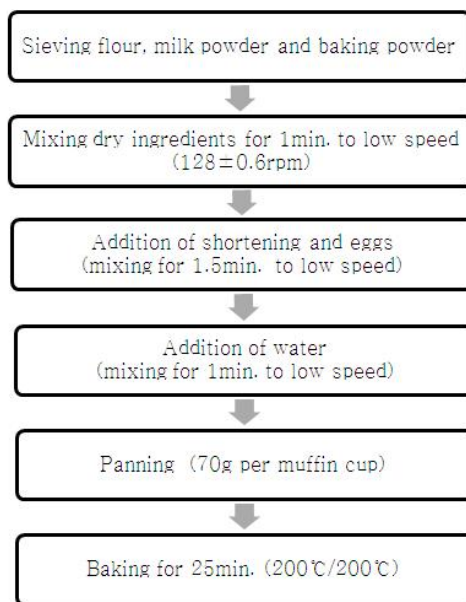 Sieving flour, milk powder and baking powder
Mixing dry ingredients for 1min. to low speed
(128±0.6rpm)
Addition of shortening and eggs
(mixing for 1.5min. to low speed)
Addition of water
(mixing for 1min. to low speed)
Panning (70g per muffin cup)
Baking for 25min. (200℃/200℃)